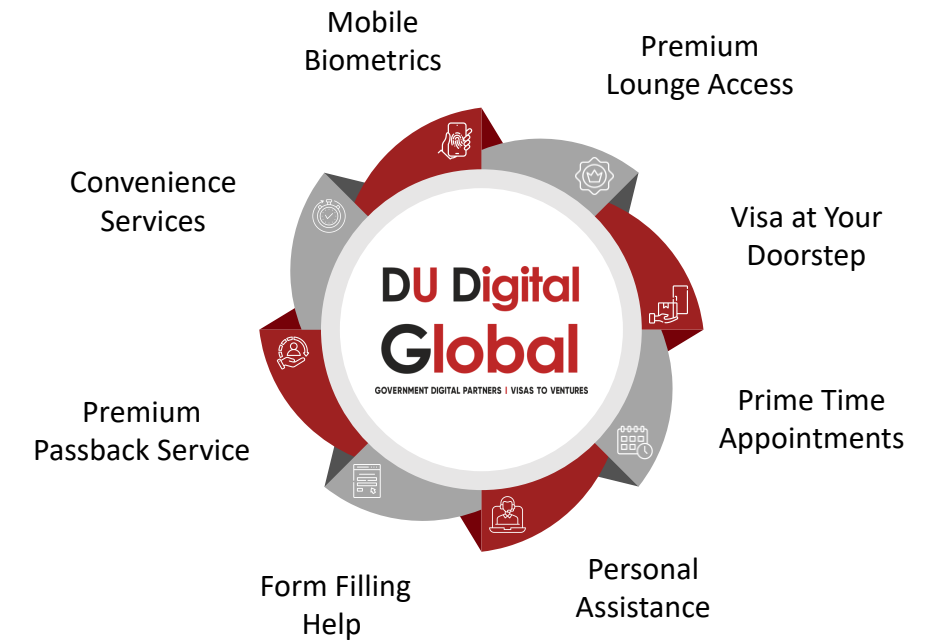 Mobile
Biometrics
Premium
Lounge Access
Convenience
Services
Visa at Your
Doorstep
DU Digital
Global
GOVERNMENT DIGITAL PARTNERS | VISAS TO VENTURES
Premium
Passback Service
Prime Time
Appointments
Form Filling
Help
Personal
Assistance